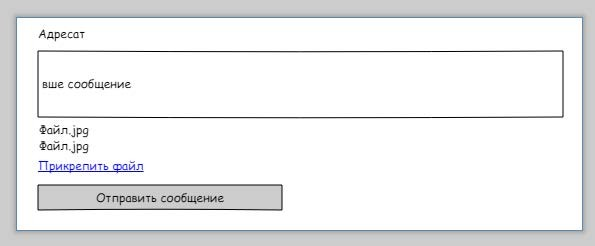 Адресат
вше сообщение
Файл.jpg
Файл.jpg
Прикрепить файл
Отправить сообщение